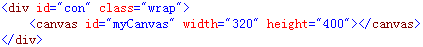 <div id="con" class="wrap">
<canvas id="myCanvas" width="320" height="400"></canvas>
</div>